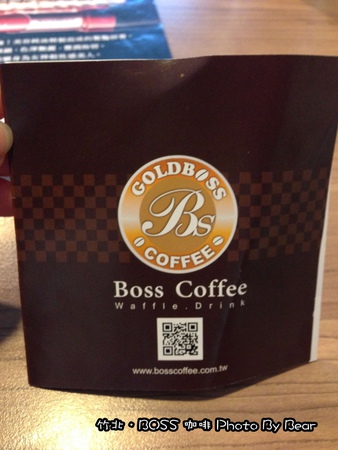 GOLDBOSS
Bs
COFFEE
Boss Coffee
Waffle.Drink
www.bosscoffee.com.tw
竹北・BOSS 咖啡 Photo By Bear